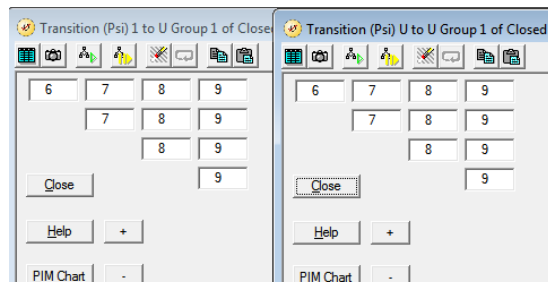 Transition (Psi) 1 to U Group 1 of Closed
6 7 8 9
7 8 9
8 9
9
Close
Help +
PIM Chart -
Transition (Psi) U to U Group 1 of Closed
6 7 8 9
7 8 9
8 9
9
Close
Help +
PIM Chart -